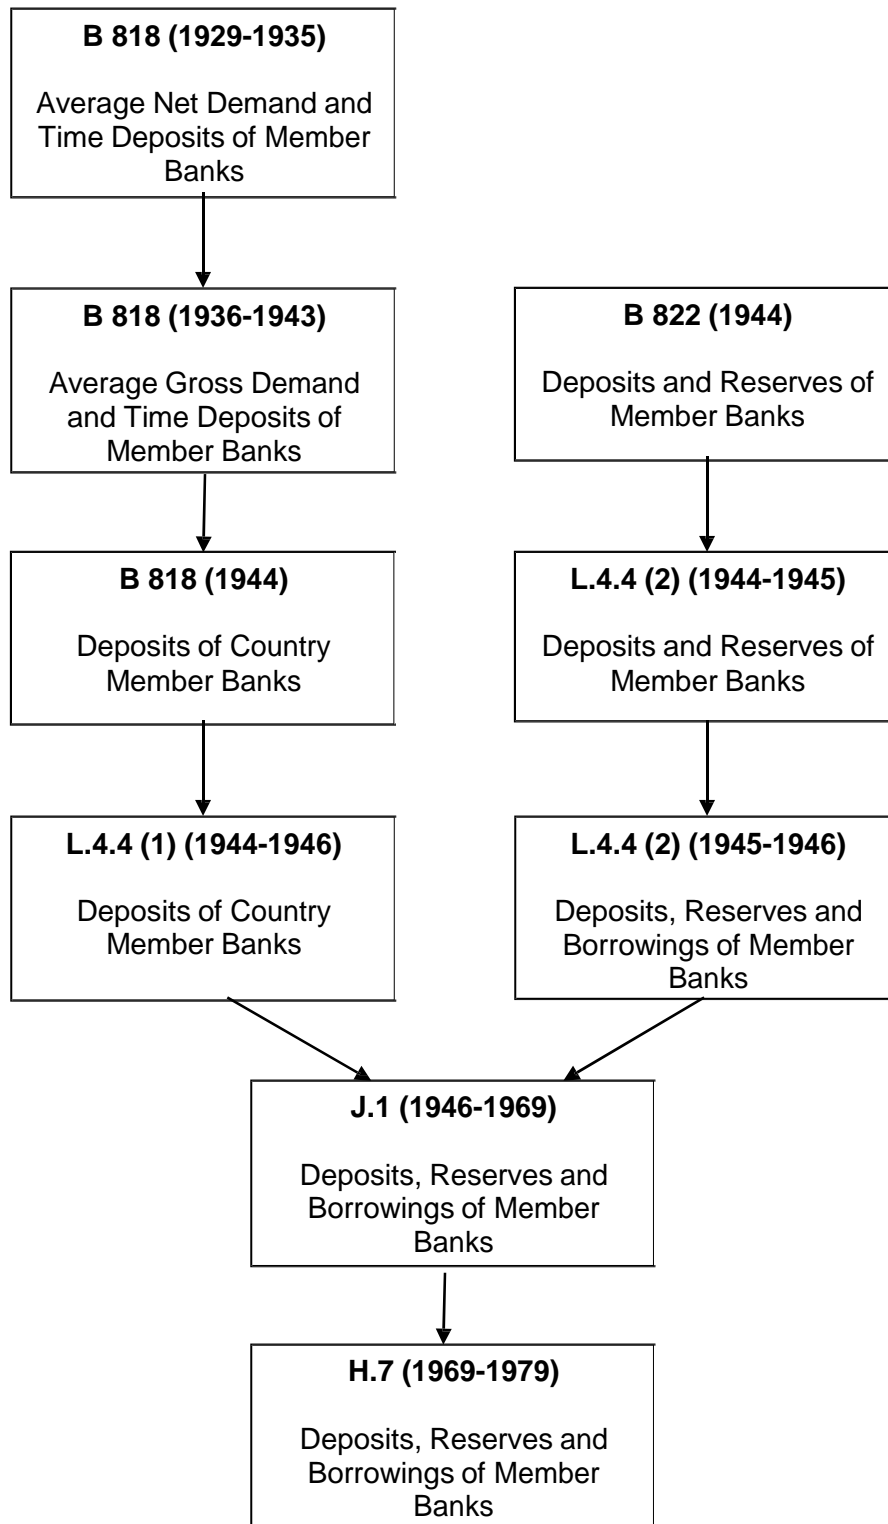 B 818 (1929-1935)
Average Net Demand and
Time Deposits of Member
Banks
B 818 (1936-1943)
Average Gross Demand
and Time Deposits of
Member Banks
B 822 (1944)
Deposits and Reserves of
Member Banks
B 818 (1944)
Deposits of Country
Member Banks
L.4.4 (2) (1944-1945)
Deposits and Reserves of
Member Banks
L.4.4 (1) (1944-1946)
Deposits of Country
Member Banks
L.4.4 (2) (1945-1946)
Deposits, Reserves and
Borrowings of Member
Banks
J.1 (1946-1969)
Deposits, Reserves and
Borrowings of Member
Banks
H.7 (1969-1979)
Deposits, Reserves and
Borrowings of Member
Banks